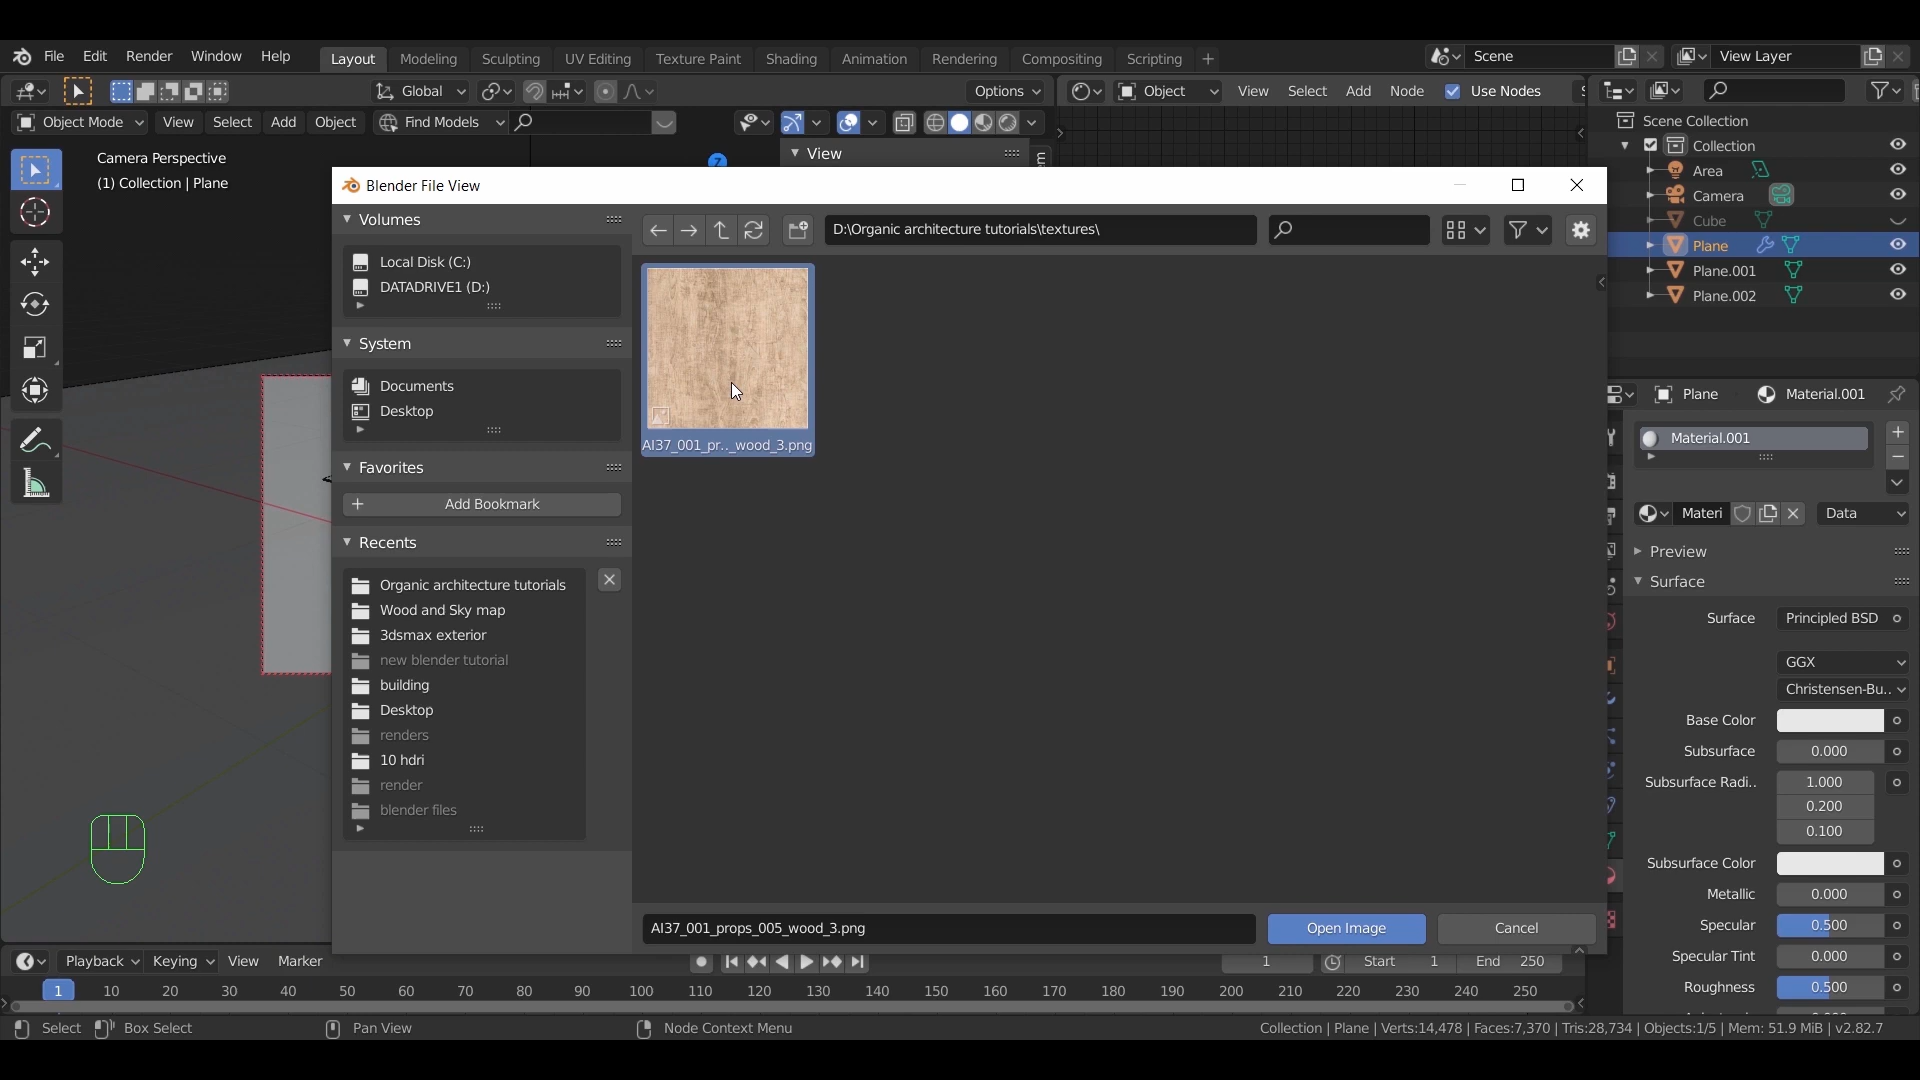 File Edit Render Window Help Layout Modeling Sculpting UV Editing Texture Paint Shading Animation Rendering Compositing Scripting + Scene View Layer
Global Options Object View Select Add Node Use Nodes
Object Mode View Select Add Object Find Models
Scene Collection
Collection
Area
Camera
Cube
Plane
Plane.001
Plane.002
Camera Perspective
(1) Collection | Plane
View
Z
Blender File View
Volumes
Local Disk (C:)
DATADRIVE1 (D:)
System
Documents
Desktop
Favorites
Add Bookmark
Recents
Organic architecture tutorials
Wood and Sky map
3dsmax exterior
new blender tutorial
building
Desktop
renders
10 hdri
render
blender files
D:\Organic architecture tutorials\textures\
AI37_001_pr..._wood_3.png
AI37_001_props_005_wood_3.png
Open Image
Cancel
Plane Material.001
Material.001
Materi Data
Preview
Surface
Surface Principled BSD
GGX
Christensen-Bu..
Base Color
Subsurface 0.000
Subsurface Radi.. 1.000
0.200
0.100
Subsurface Color
Metallic 0.000
Specular 0.500
Specular Tint 0.000
Roughness 0.500
Playback Keying View Marker 1 Start 1 End 250
1 10 20 30 40 50 60 70 80 90 100 110 120 130 140 150 160 170 180 190 200 210 220 230 240 250
Select Box Select Pan View Node Context Menu Collection | Plane | Verts:14,478 | Faces:7,370 | Tris:28,734 | Objects:1/5 | Mem: 51.9 MiB | v2.82.7